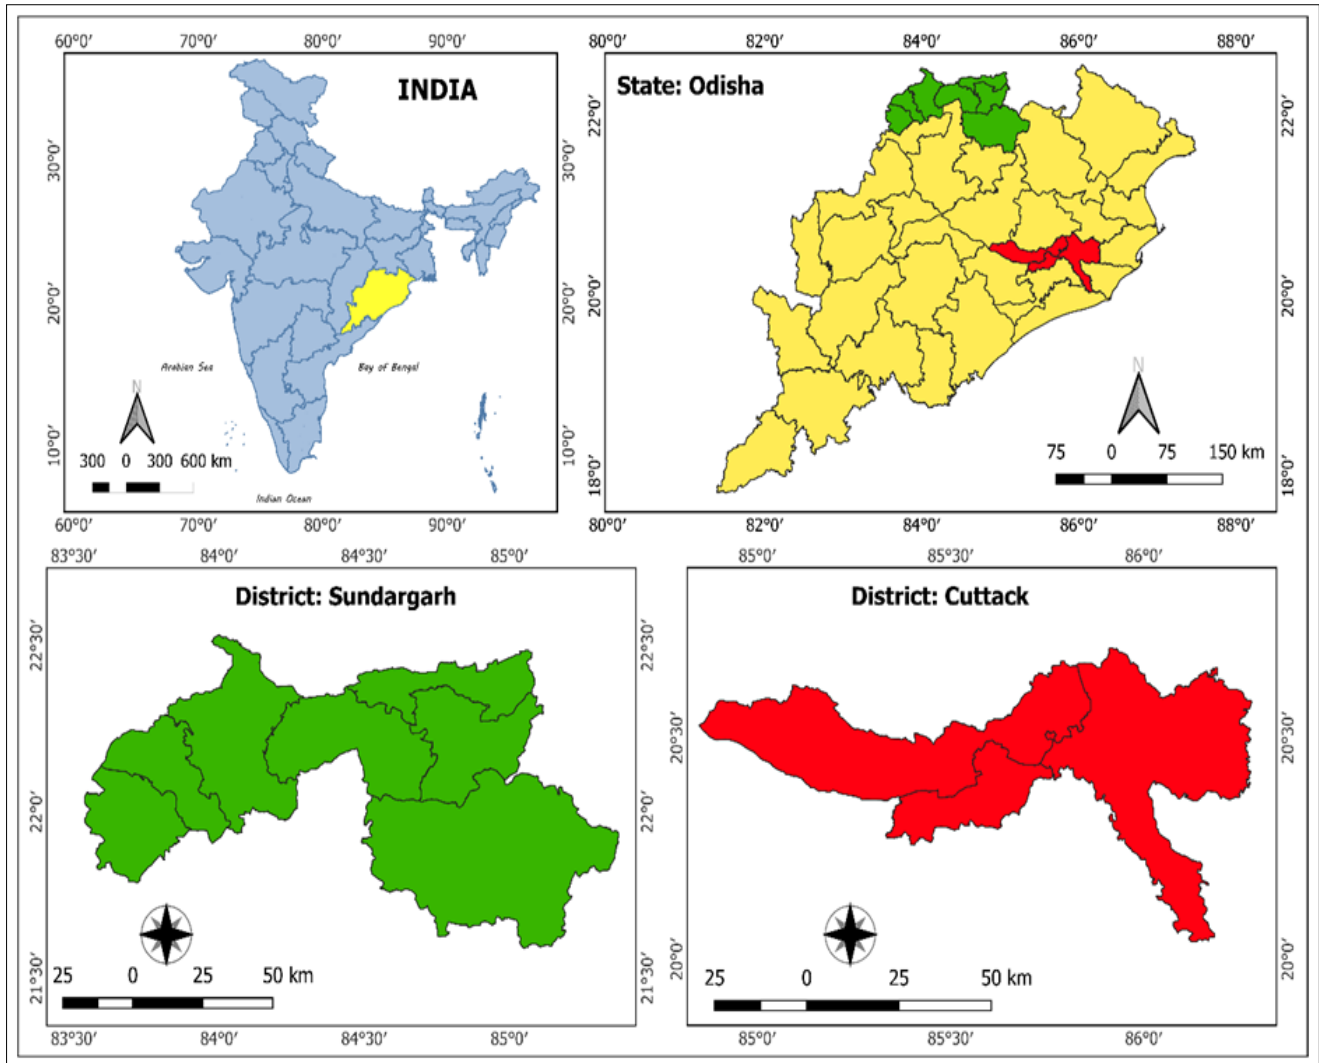 60°0′ 70°0′ 80°0′ 90°0′
INDIA
30°0′ 30°0′
20°0′ 20°0′
10°0′ 10°0′
Arabian Sea
Bay of Bengal
N
300 0 300 600 km
Indian Ocean
60°0′ 70°0′ 80°0′ 90°0′
80°0′ 82°0′ 84°0′ 86°0′ 88°0′
State: Odisha
22°0′ 22°0′
20°0′ 20°0′
18°0′ 18°0′
N
75 0 75 150 km
80°0′ 82°0′ 84°0′ 86°0′ 88°0′
83°30′ 84°0′ 84°30′ 85°0′
District: Sundargarh
22°30′ 22°30′
22°0′ 22°0′
21°30′ 21°30′
25 0 25 50 km
83°30′ 84°0′ 84°30′ 85°0′
85°0′ 85°30′ 86°0′
District: Cuttack
20°30′ 20°30′
20°0′ 20°0′
25 0 25 50 km
85°0′ 85°30′ 86°0′